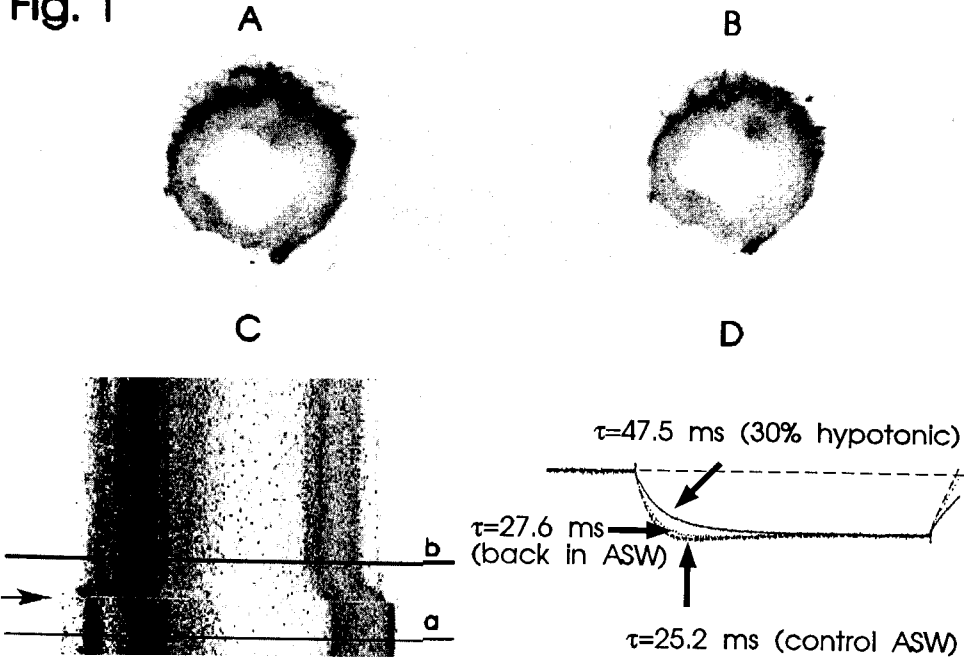 Fig. 1
A
B
C
D
τ=47.5 ms (30% hypotonic)
τ=27.6 ms
(back in ASW)
b
a
τ=25.2 ms (control ASW)